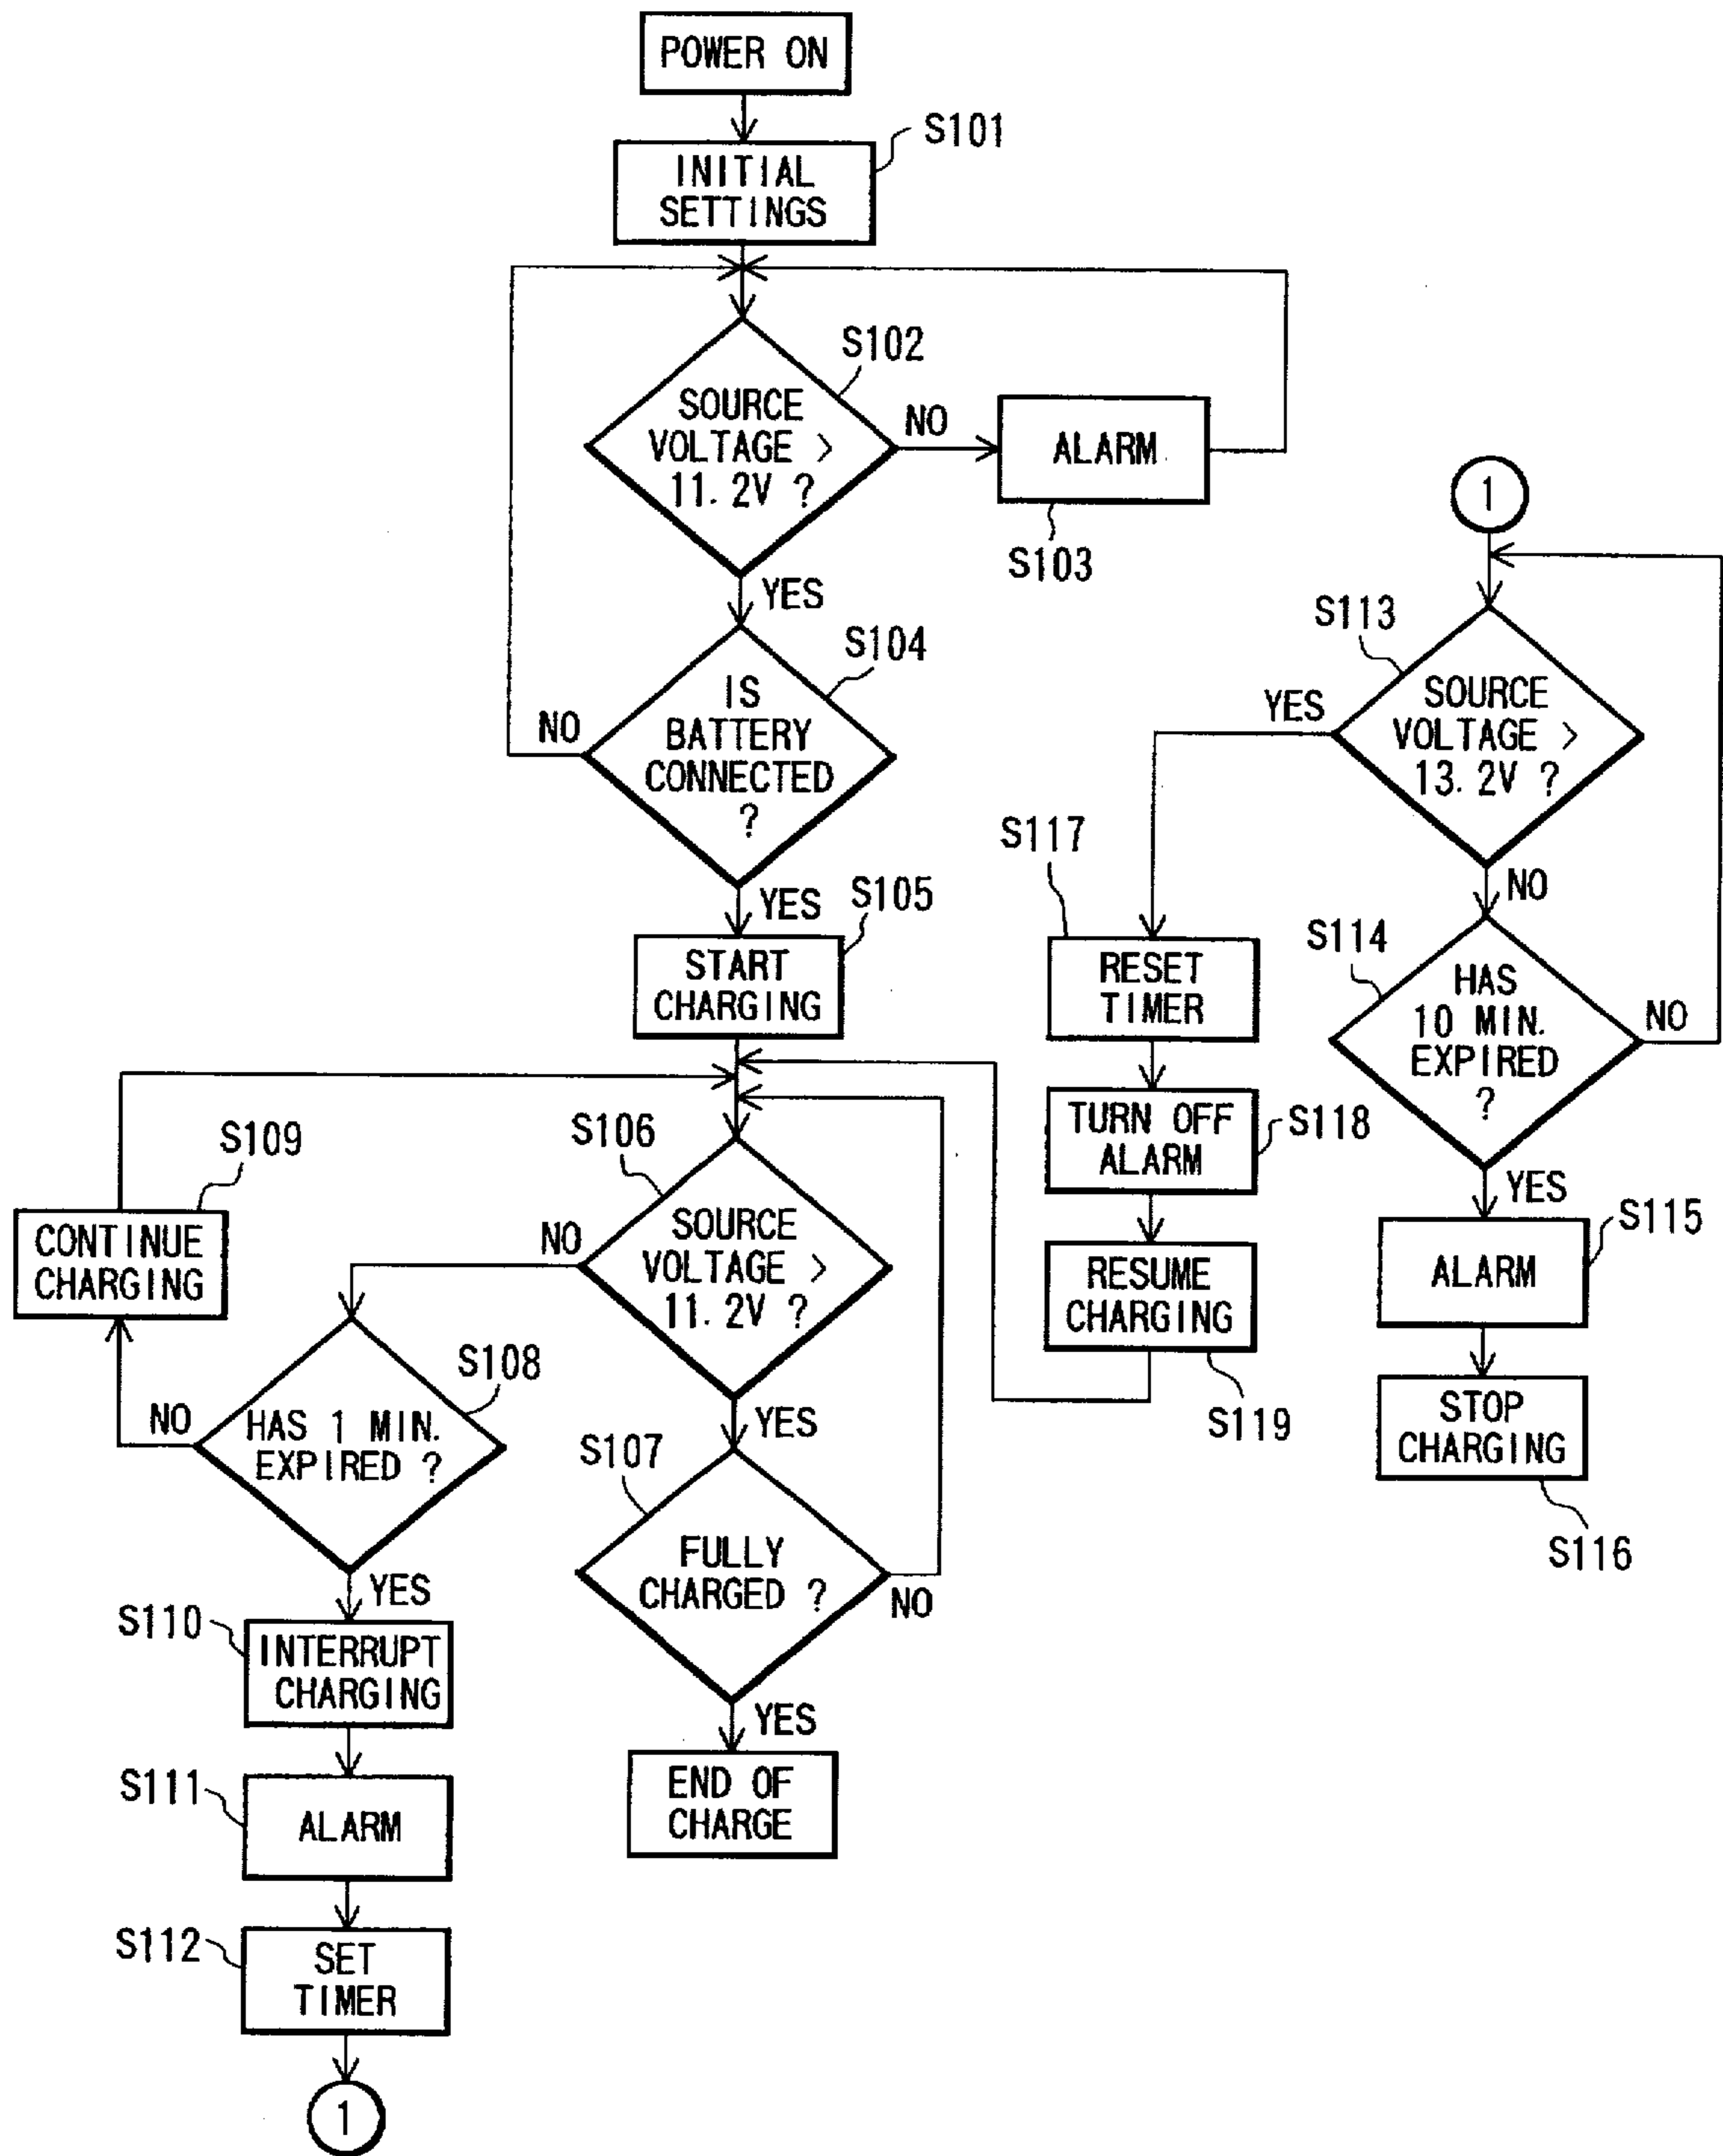 POWER ON
S101
INITIAL
SETTINGS
S102
SOURCE
VOLTAGE >
11.2V ?
NO
ALARM
S103
YES
S104
IS
BATTERY
CONNECTED
?
NO
YES
S105
START
CHARGING
S106
SOURCE
VOLTAGE >
11.2V ?
NO
YES
S109
CONTINUE
CHARGING
S108
HAS 1 MIN.
EXPIRED ?
NO
YES
S107
FULLY
CHARGED ?
NO
YES
END OF
CHARGE
S110
INTERRUPT
CHARGING
S111
ALARM
S112
SET
TIMER
1
1
S113
SOURCE
VOLTAGE >
13.2V ?
YES
NO
S114
HAS
10 MIN.
EXPIRED
?
NO
YES
S115
ALARM
STOP
CHARGING
S116
S117
RESET
TIMER
TURN OFF
ALARM
S118
RESUME
CHARGING
S119